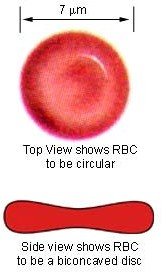 7 µm
Top View shows RBC
to be circular
Side view shows RBC
to be a biconcaved disc